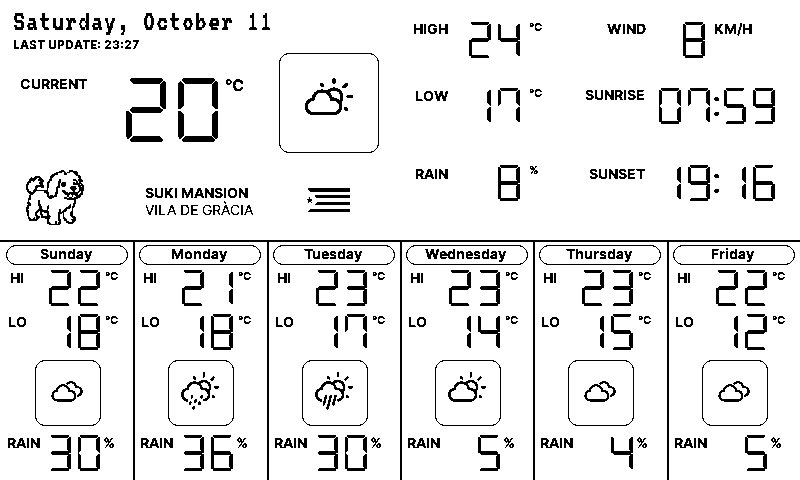 Saturday, October 11
LAST UPDATE: 23:27
CURRENT 20 °C
HIGH 24 °C
LOW 17 °C
RAIN 8 %
WIND 8 KM/H
SUNRISE 07:59
SUNSET 19:16
SUKI MANSION
VILA DE GRÀCIA
Sunday
HI 22 °C
LO 18 °C
RAIN 30 %
Monday
HI 21 °C
LO 18 °C
RAIN 36 %
Tuesday
HI 23 °C
LO 17 °C
RAIN 30 %
Wednesday
HI 23 °C
LO 14 °C
RAIN 5 %
Thursday
HI 23 °C
LO 15 °C
RAIN 4 %
Friday
HI 22 °C
LO 12 °C
RAIN 5 %